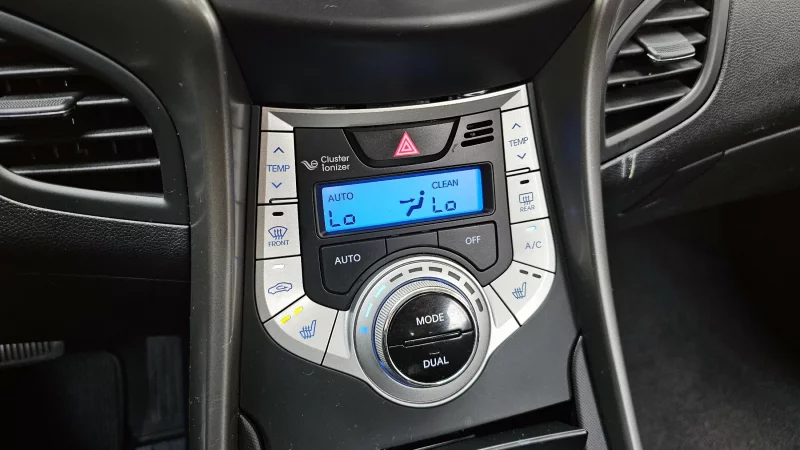 TEMP
Cluster
Ionizer
TEMP
AUTO CLEAN
Lo Lo
FRONT
REAR
AUTO
OFF
A/C
MODE
DUAL